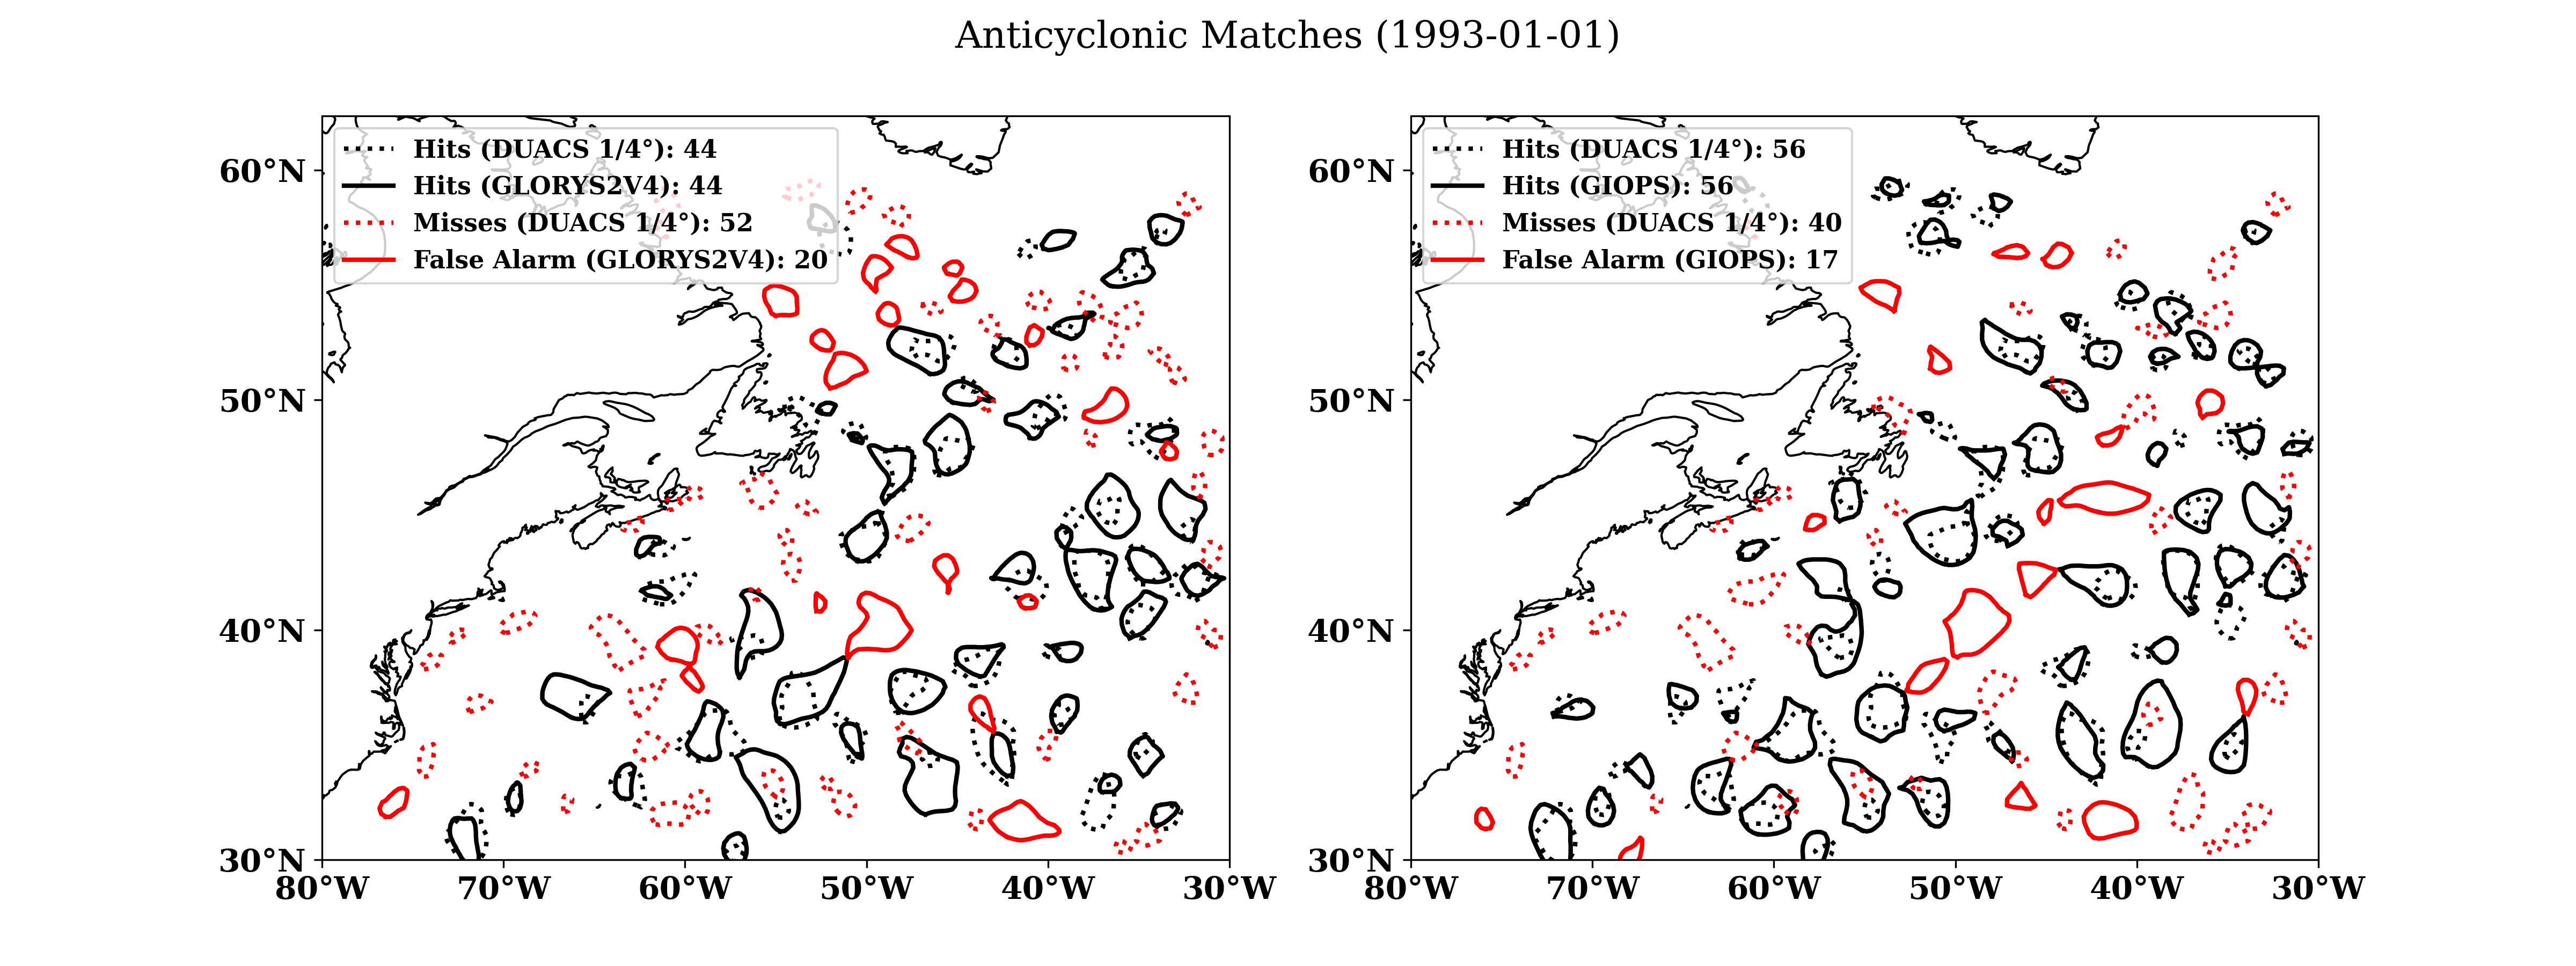 Anticyclonic Matches (1993-01-01)
Hits (DUACS 1/4°): 44
Hits (GLORYS2V4): 44
Misses (DUACS 1/4°): 52
False Alarm (GLORYS2V4): 20
60°N
50°N
40°N
30°N
80°W 70°W 60°W 50°W 40°W 30°W
Hits (DUACS 1/4°): 56
Hits (GIOPS): 56
Misses (DUACS 1/4°): 40
False Alarm (GIOPS): 17
60°N
50°N
40°N
30°N
80°W 70°W 60°W 50°W 40°W 30°W